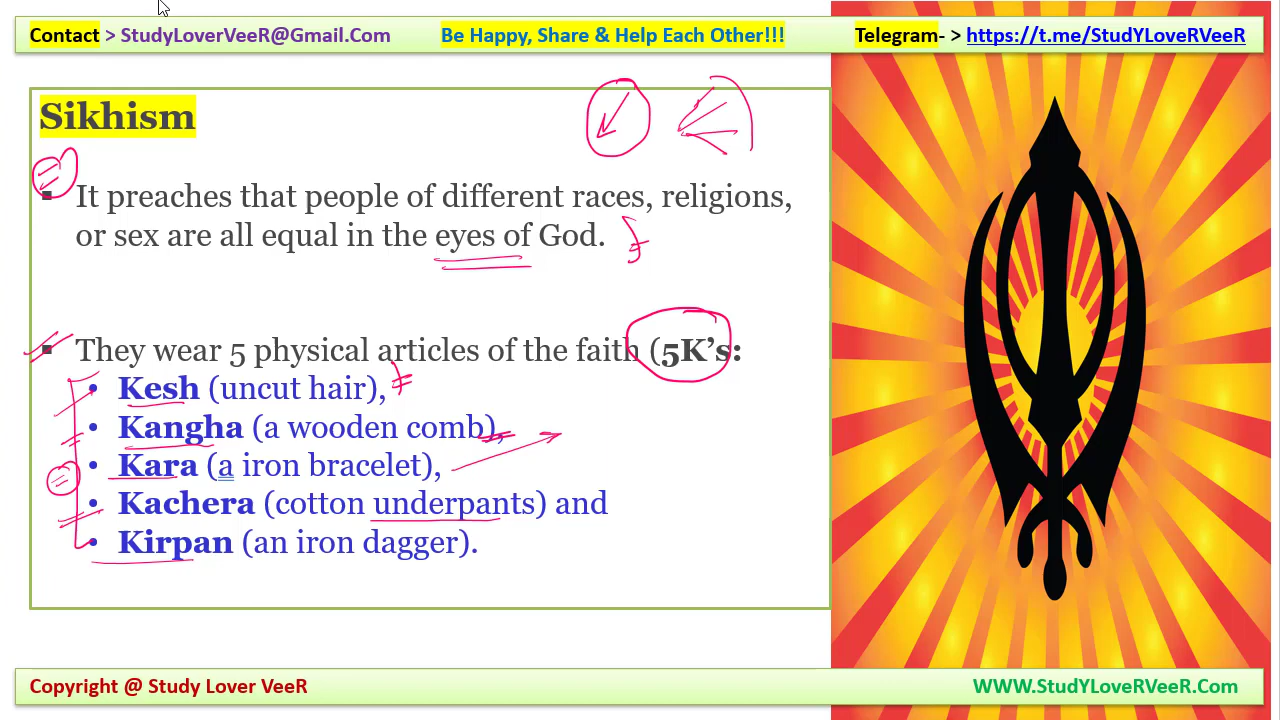 Contact > StudyLoverVeeR@Gmail.Com Be Happy, Share & Help Each Other!!! Telegram- > https://t.me/StudYLoveRVeeR
Sikhism
▪ It preaches that people of different races, religions,
or sex are all equal in the eyes of God.
▪ They wear 5 physical articles of the faith (5K's:
• Kesh (uncut hair),
• Kangha (a wooden comb),
• Kara (a iron bracelet),
• Kachera (cotton underpants) and
• Kirpan (an iron dagger).
Copyright @ Study Lover VeeR WWW.StudYLoveRVeeR.Com